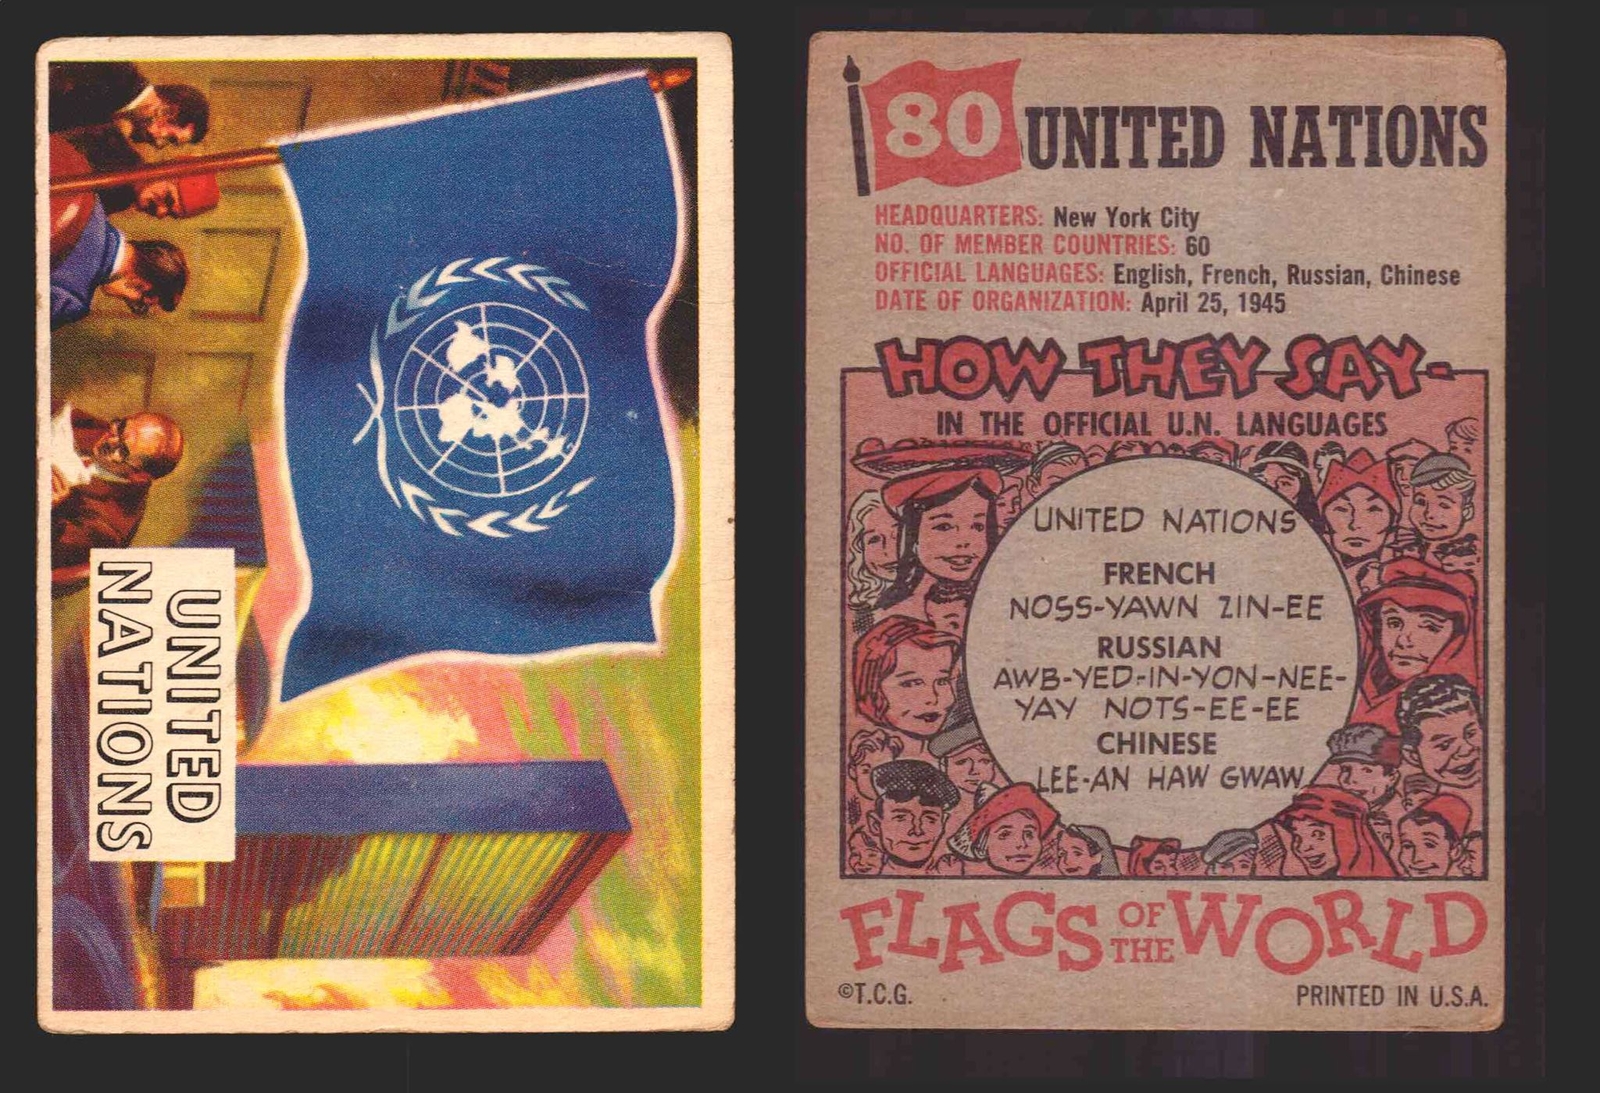 UNITED
NATIONS
80 UNITED NATIONS
HEADQUARTERS: New York City
NO. OF MEMBER COUNTRIES: 60
OFFICIAL LANGUAGES: English, French, Russian, Chinese
DATE OF ORGANIZATION: April 25, 1945
HOW THEY SAY-
IN THE OFFICIAL U.N. LANGUAGES
UNITED NATIONS
FRENCH
NOSS-YAWN ZIN-EE
RUSSIAN
AWB-YED-IN-YON-NEE-
YAY NOTS-EE-EE
CHINESE
LEE-AN HAW GWAW
FLAGS OF THE WORLD
©T.C.G.
PRINTED IN U.S.A.